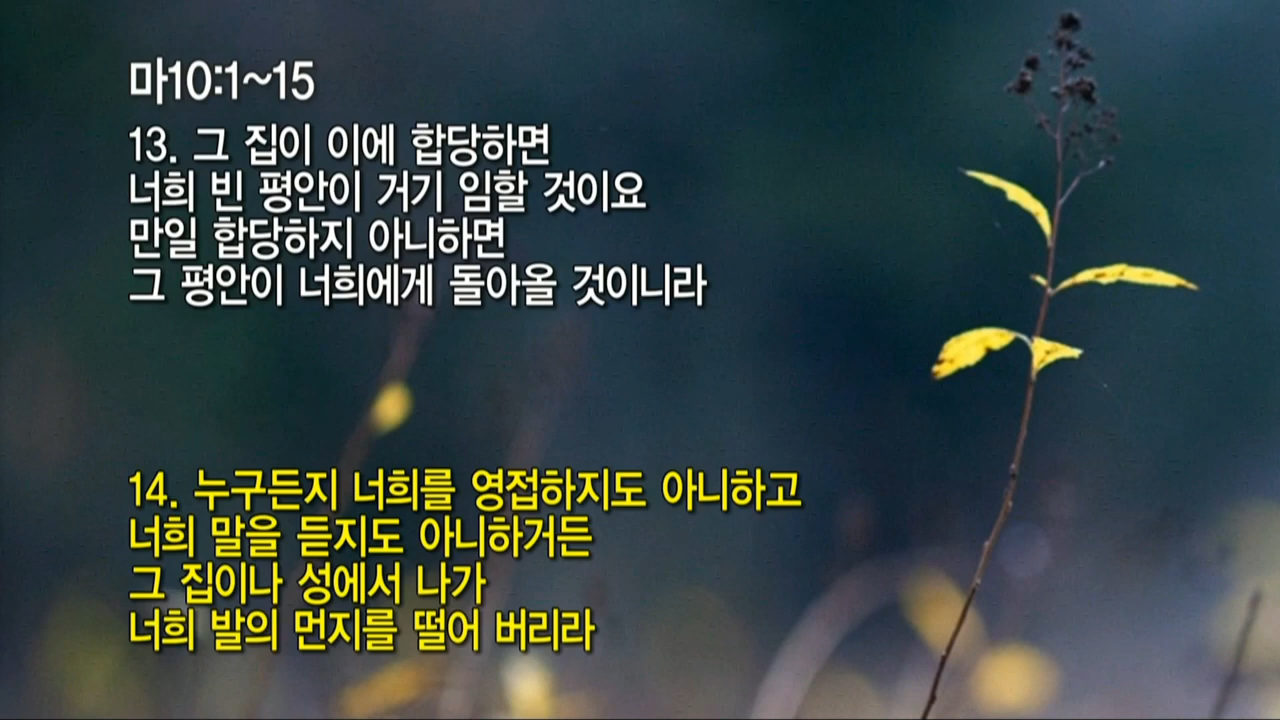 마10:1~15
13. 그 집이 이에 합당하면
너희 빈 평안이 거기 임할 것이요
만일 합당하지 아니하면
그 평안이 너희에게 돌아올 것이니라
14. 누구든지 너희를 영접하지도 아니하고
너희 말을 듣지도 아니하거든
그 집이나 성에서 나가
너희 발의 먼지를 떨어 버리라